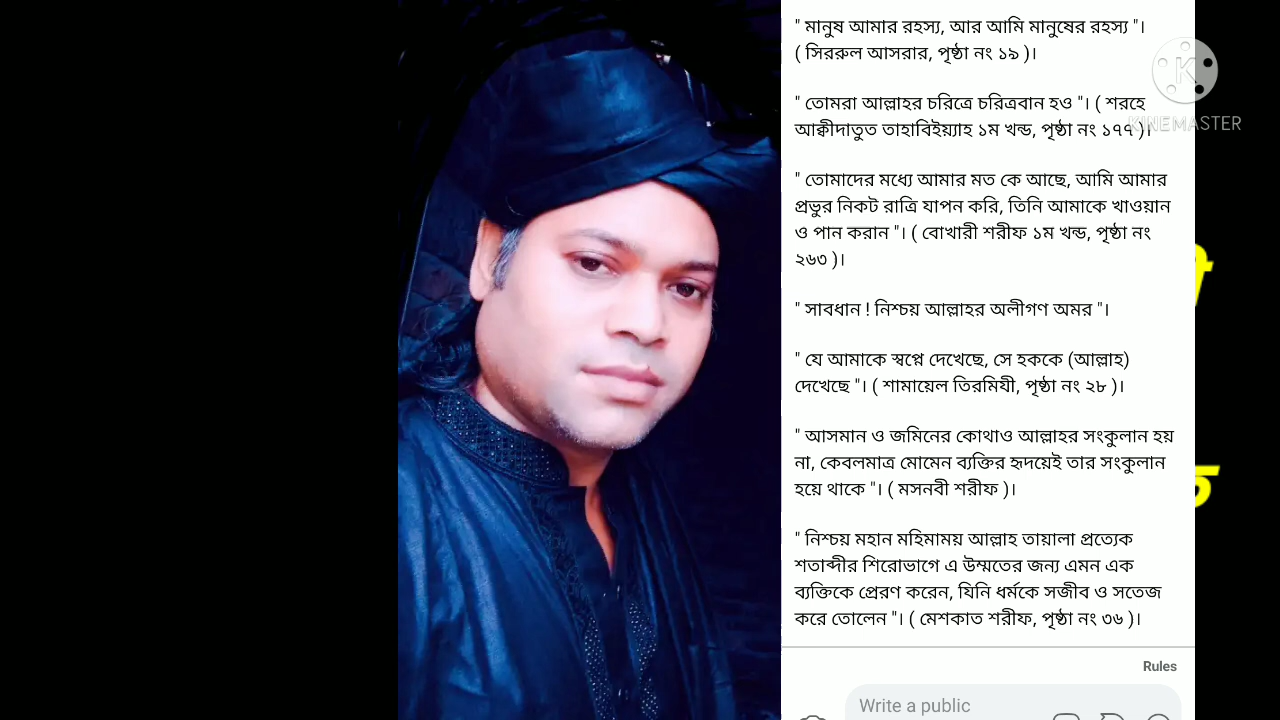 " মানুষ আমার রহস্য, আর আমি মানুষের রহস্য "।
( সিররুল আসরার, পৃষ্ঠা নং ১৯ )।
" তোমরা আল্লাহর চরিত্রে চরিত্রবান হও "। ( শরহে
আক্বীদাতুত তাহাবিইয়্যাহ ১ম খন্ড, পৃষ্ঠা নং ১৭৭ )।
" তোমাদের মধ্যে আমার মত কে আছে, আমি আমার
প্রভুর নিকট রাত্রি যাপন করি, তিনি আমাকে খাওয়ান
ও পান করান "। ( বোখারী শরীফ ১ম খন্ড, পৃষ্ঠা নং
২৬৩ )।
" সাবধান ! নিশ্চয় আল্লাহর অলীগণ অমর "।
" যে আমাকে স্বপ্নে দেখেছে, সে হককে (আল্লাহ)
দেখেছে "। ( শামায়েল তিরমিযী, পৃষ্ঠা নং ২৮ )।
" আসমান ও জমিনের কোথাও আল্লাহর সংকুলান হয়
না, কেবলমাত্র মোমেন ব্যক্তির হৃদয়েই তার সংকুলান
হয়ে থাকে "। ( মসনবী শরীফ )।
" নিশ্চয় মহান মহিমাময় আল্লাহ তায়ালা প্রত্যেক
শতাব্দীর শিরোভাগে এ উম্মতের জন্য এমন এক
ব্যক্তিকে প্রেরণ করেন, যিনি ধর্মকে সজীব ও সতেজ
করে তোলেন "। ( মেশকাত শরীফ, পৃষ্ঠা নং ৩৬ )।
Rules
Write a public
K
KINEMASTER